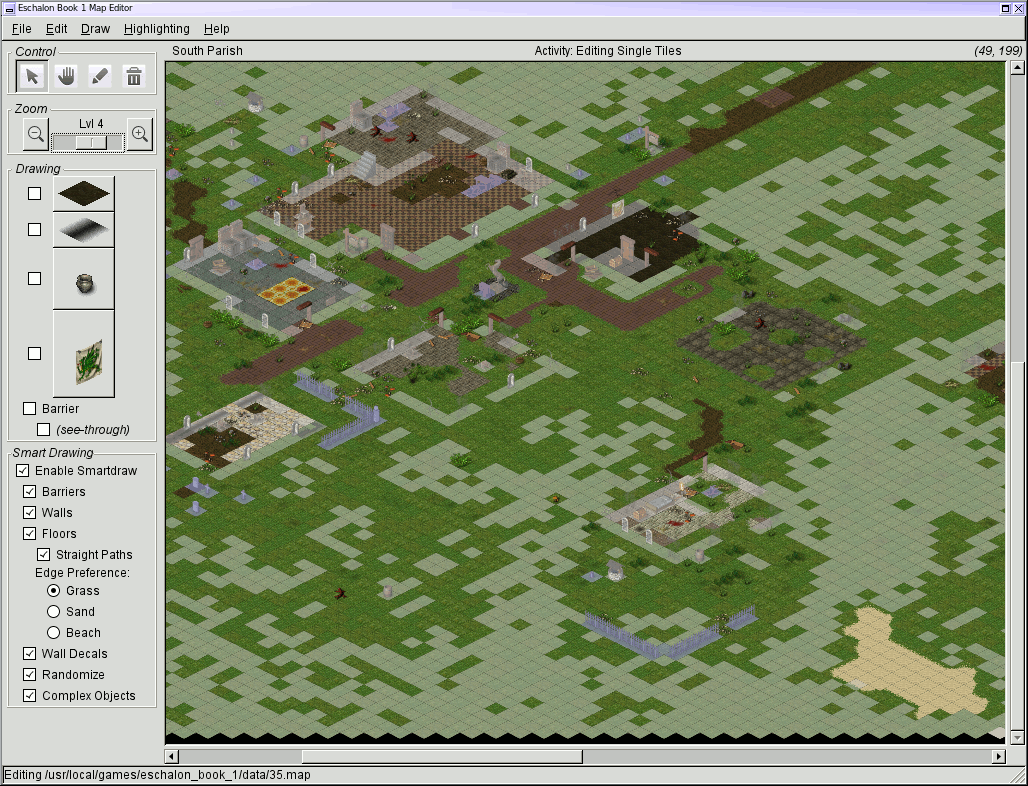 Eschalon Book 1 Map Editor
File Edit Draw Highlighting Help
Control
South Parish Activity: Editing Single Tiles (49, 199)
Zoom
Lvl 4
Drawing
Barrier
(see-through)
Smart Drawing
Enable Smartdraw
Barriers
Walls
Floors
Straight Paths
Edge Preference:
Grass
Sand
Beach
Wall Decals
Randomize
Complex Objects
Editing /usr/local/games/eschalon_book_1/data/35.map